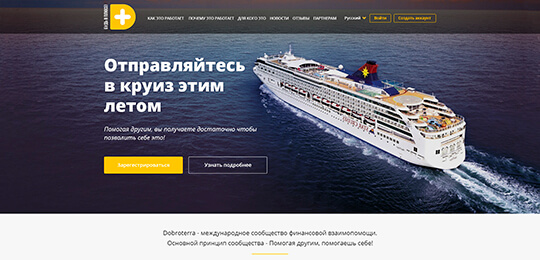 КАК ЭТО РАБОТАЕТ ПОЧЕМУ ЭТО РАБОТАЕТ ДЛЯ КОГО ЭТО НОВОСТИ ОТЗЫВЫ ПАРТНЕРАМ Русский Войти Создать аккаунт
Отправляйтесь
в круиз этим
летом
Помогая другим, вы получаете достаточно чтобы
позволить себе это!
Зарегистрироваться Узнать подробнее
Dobroterra - международное сообщество финансовой взаимопомощи.
Основной принцип сообщества - Помогая другим, помогаешь себе!